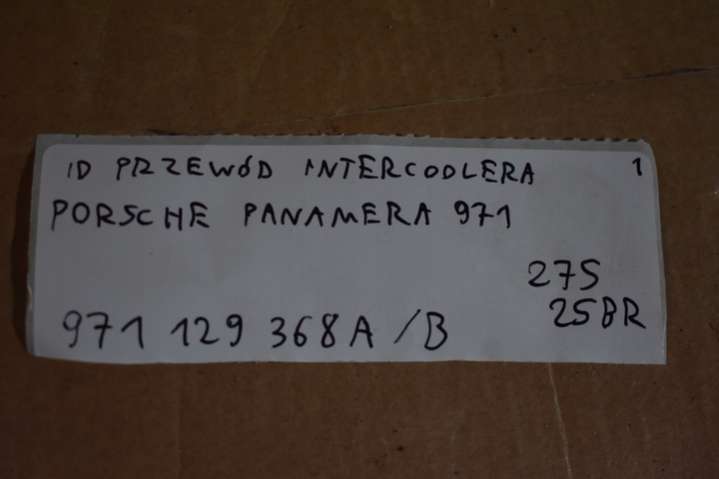 ID PRZEWÓD INTERCOOLERA 1
PORSCHE PANAMERA 971
275
25BR
971 129 368A /B